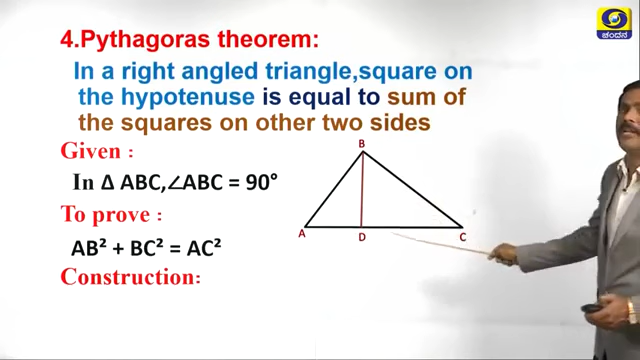 4.Pythagoras theorem:
In a right angled triangle,square on
the hypotenuse is equal to sum of
the squares on other two sides
Given :
In Δ ABC,∠ABC = 90°
To prove :
AB² + BC² = AC²
Construction:
B
A
D
C
ಚಂದನ